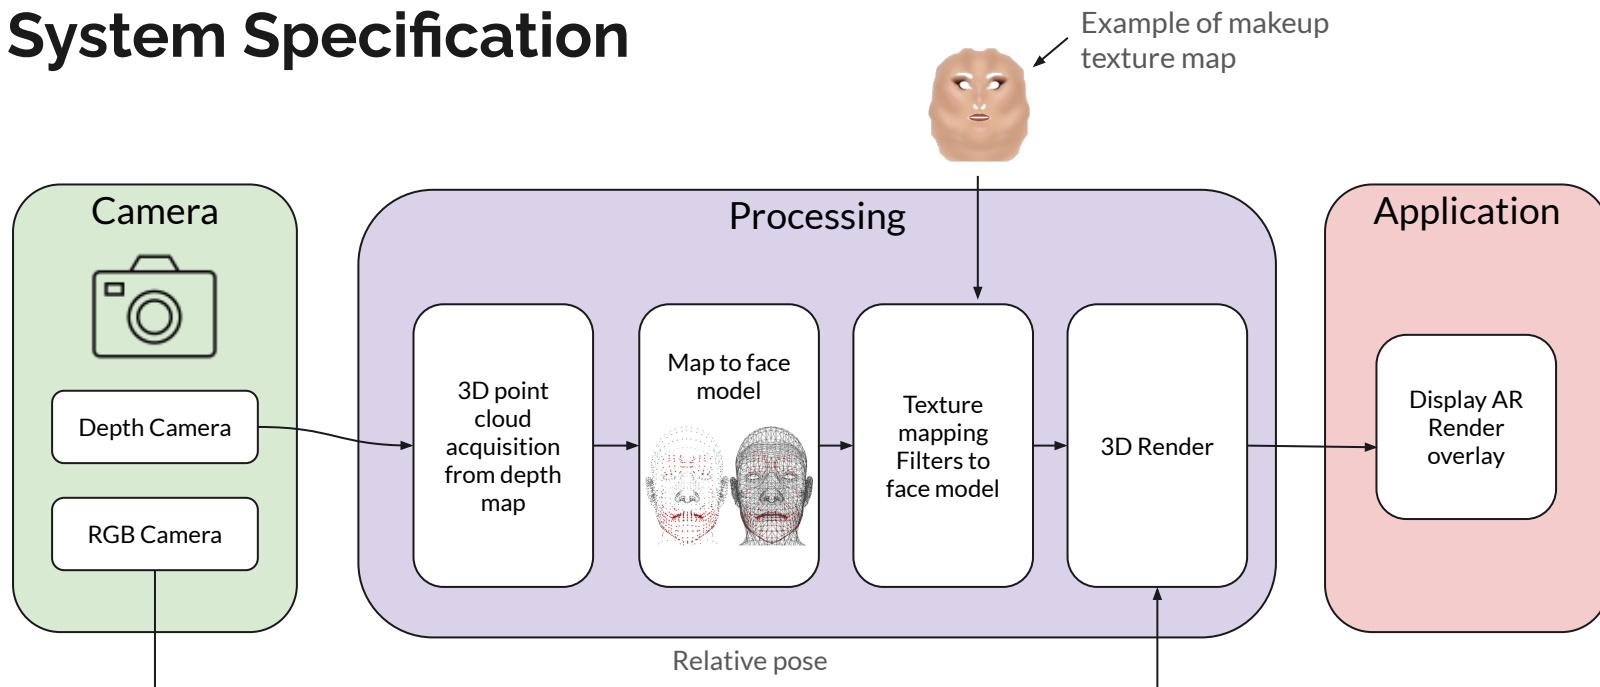 System Specification
Example of makeup
texture map
Camera
Depth Camera
RGB Camera
Processing
3D point
cloud
acquisition
from depth
map
Map to face
model
Texture
mapping
Filters to
face model
3D Render
Relative pose
Application
Display AR
Render
overlay